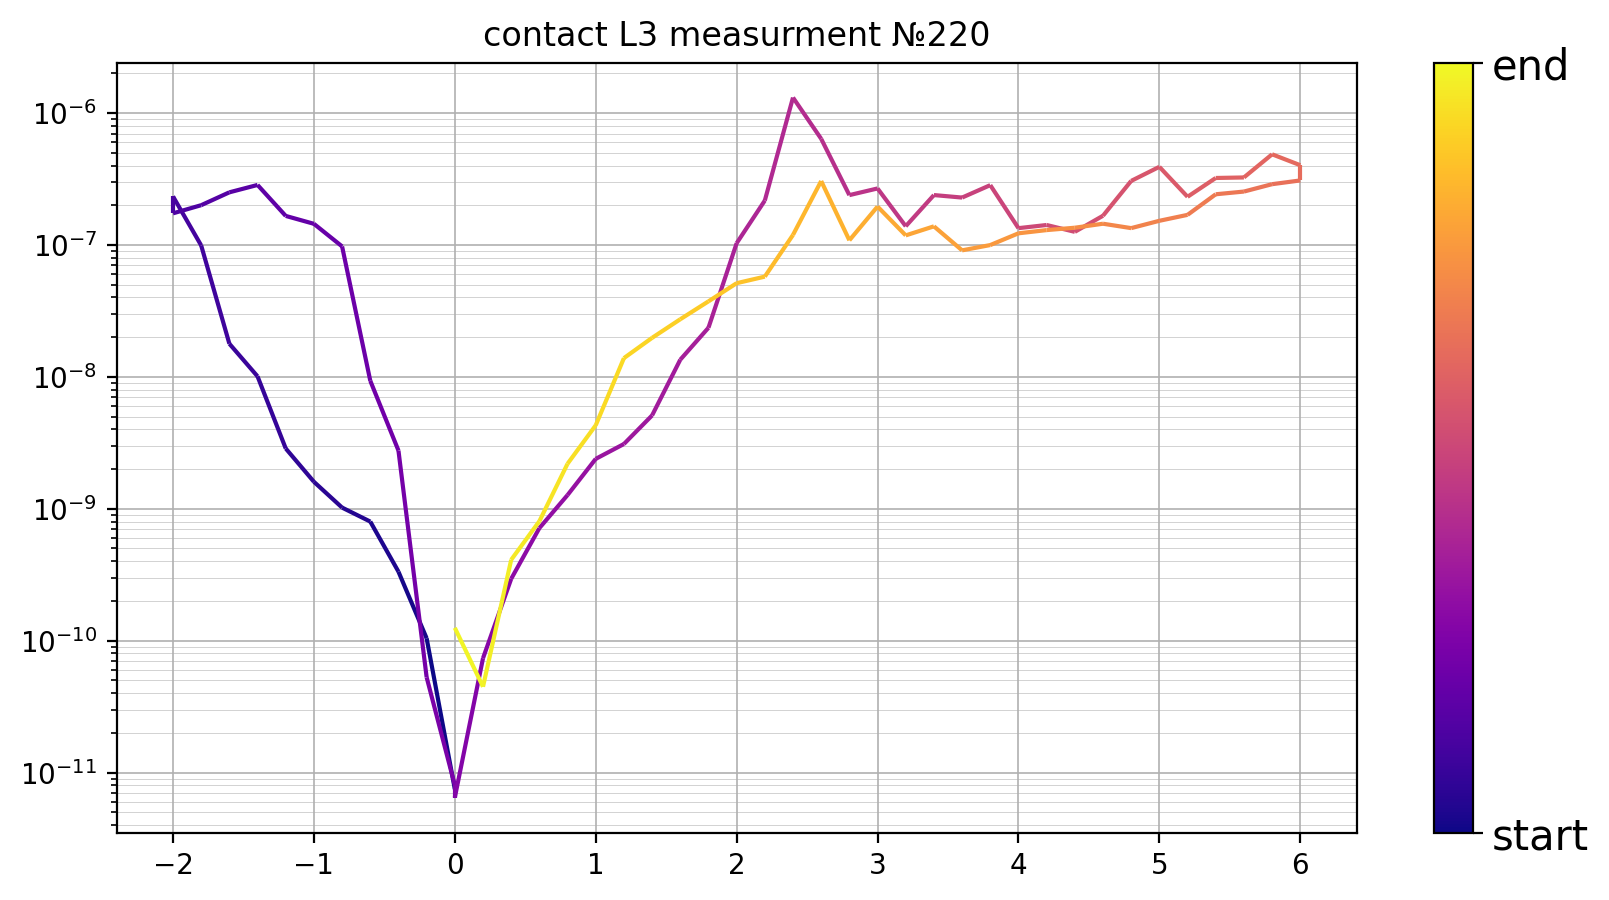 contact L3 measurment №220
10⁻⁶
10⁻⁷
10⁻⁸
10⁻⁹
10⁻¹⁰
10⁻¹¹
−2 −1 0 1 2 3 4 5 6
end
start